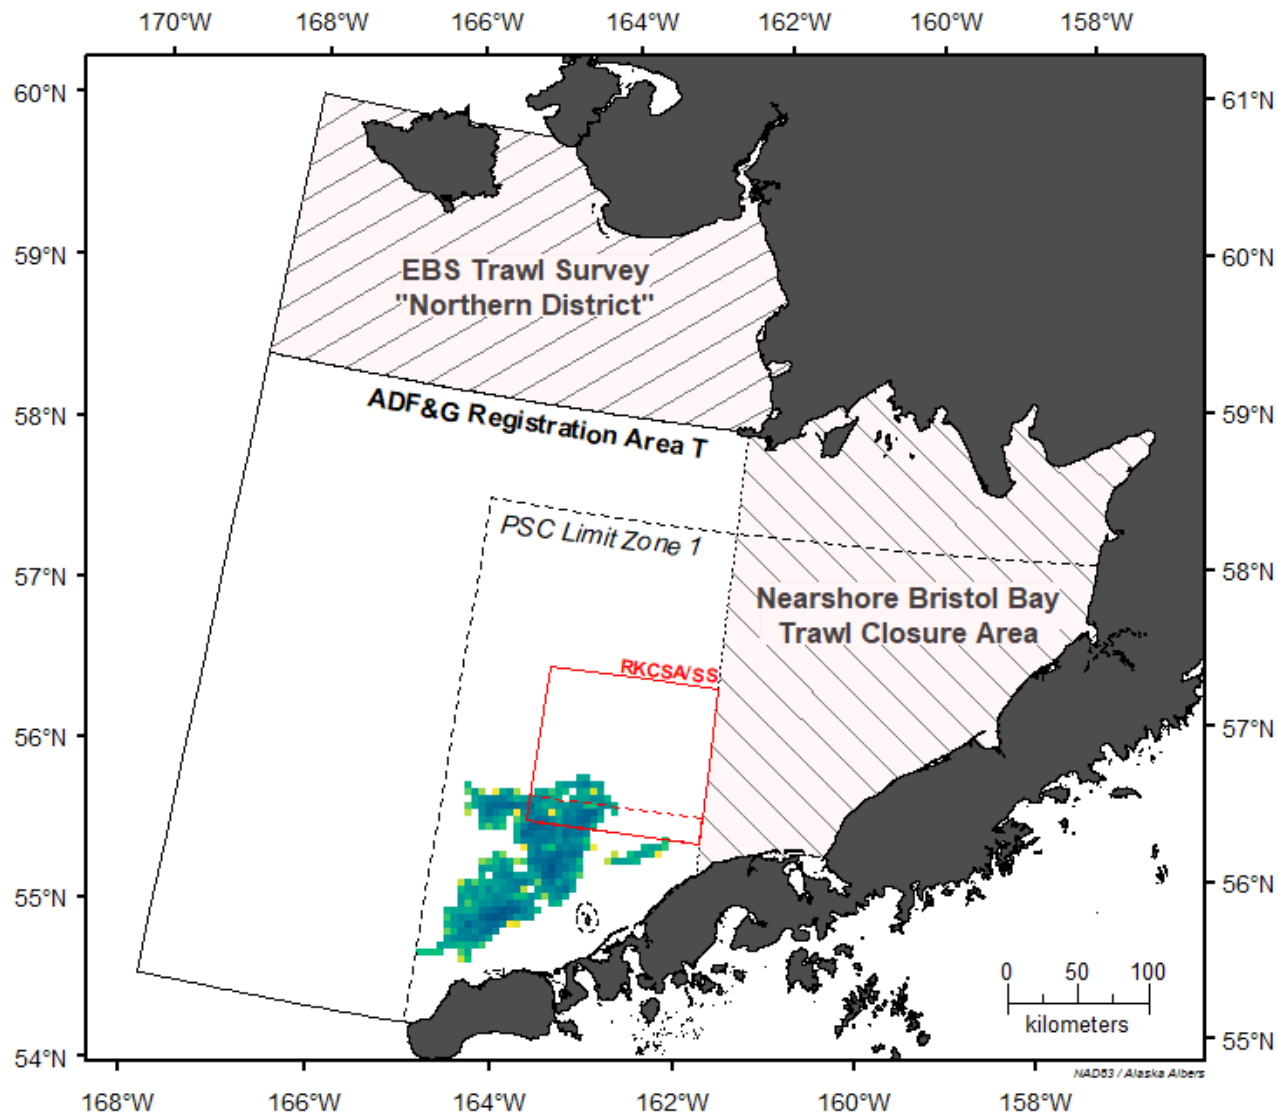 170°W 168°W 166°W 164°W 162°W 160°W 158°W
60°N
61°N
59°N
60°N
EBS Trawl Survey
"Northern District"
58°N
59°N
ADF&G Registration Area T
PSC Limit Zone 1
57°N
58°N
Nearshore Bristol Bay
Trawl Closure Area
RKCSA/SS
56°N
57°N
55°N
56°N
0 50 100
kilometers
54°N
55°N
NAD83 / Alaska Albers
168°W 166°W 164°W 162°W 160°W 158°W